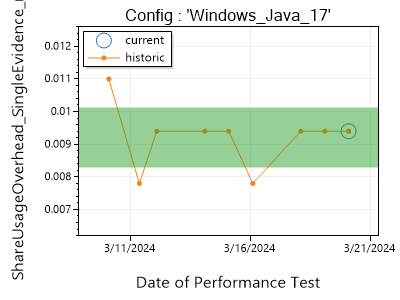 Config : 'Windows_Java_17'
ShareUsageOverhead_SingleEvidence_
current
historic
0.012
0.011
0.01
0.009
0.008
0.007
3/11/2024
3/16/2024
3/21/2024
Date of Performance Test